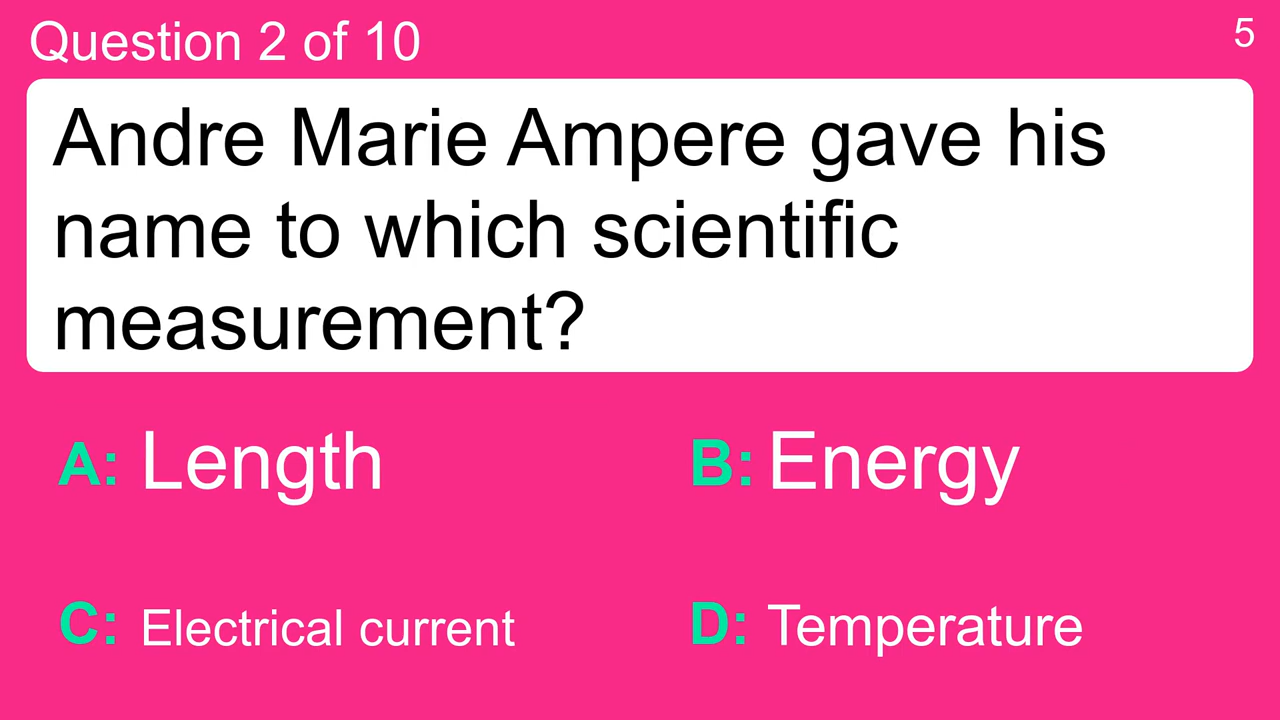 Question 2 of 10
5
Andre Marie Ampere gave his
name to which scientific
measurement?
A: Length
B: Energy
C: Electrical current
D: Temperature